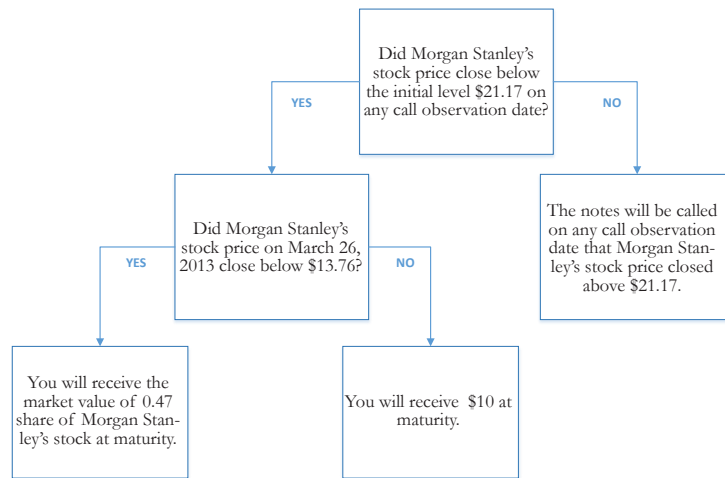 Did Morgan Stanley’s
stock price close below
the initial level $21.17 on
any call observation date?
YES
NO
Did Morgan Stanley’s
stock price on March 26,
2013 close below $13.76?
The notes will be called
on any call observation
date that Morgan Stan-
ley’s stock price closed
above $21.17.
YES
NO
You will receive the
market value of 0.47
share of Morgan Stan-
ley’s stock at maturity.
You will receive $10 at
maturity.